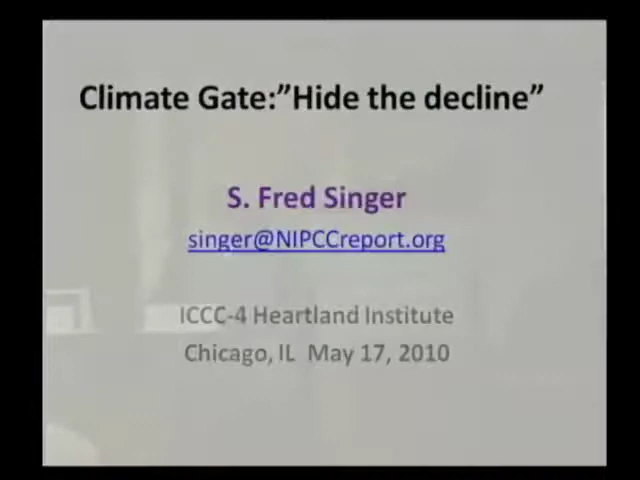 Climate Gate:”Hide the decline”
S. Fred Singer
singer@NIPCCreport.org
ICCC-4 Heartland Institute
Chicago, IL  May 17, 2010